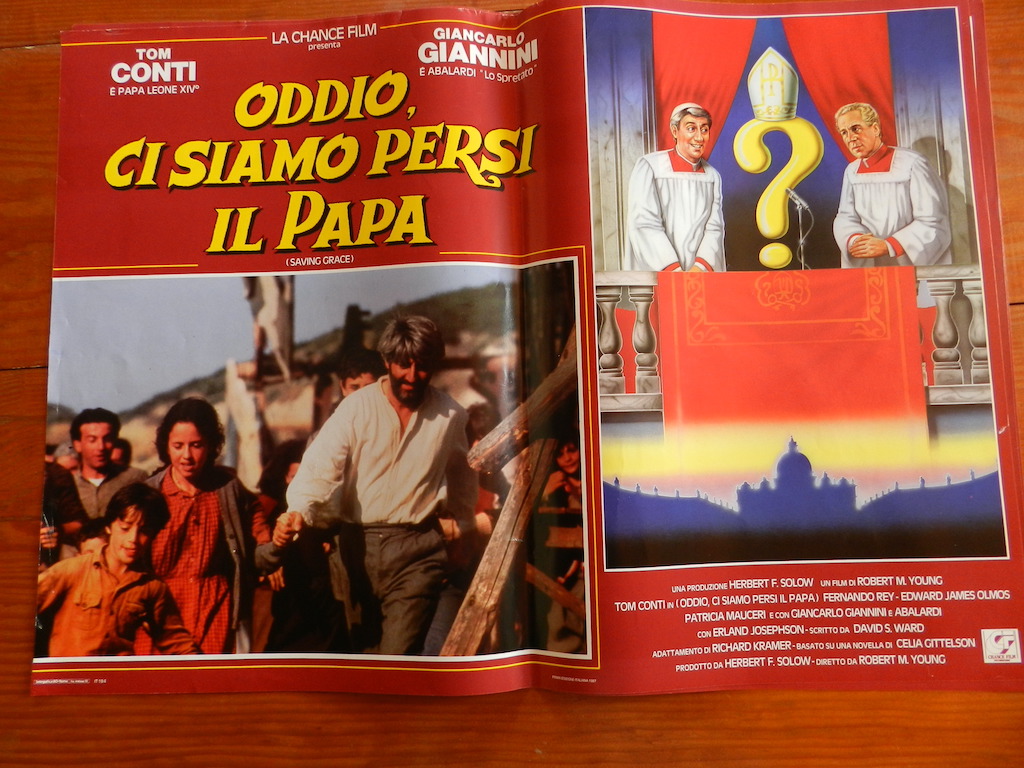 LA CHANCE FILM
presenta
TOM
CONTI
È PAPA LEONE XIV°
GIANCARLO
GIANNINI
È ABALARDI "Lo Spretato"
ODDIO,
CI SIAMO PERSI
IL PAPA
(SAVING GRACE)
UNA PRODUZIONE HERBERT F. SOLOW UN FILM DI ROBERT M. YOUNG
TOM CONTI IN (ODDIO, CI SIAMO PERSI IL PAPA) FERNANDO REY - EDWARD JAMES OLMOS
PATRICIA MAUCERI E CON GIANCARLO GIANNINI È ABALARDI
CON ERLAND JOSEPHSON - SCRITTO DA DAVID S. WARD
ADATTAMENTO DI RICHARD KRAMER - BASATO SU UNA NOVELLA DI CELIA GITTELSON
PRODOTTO DA HERBERT F. SOLOW - DIRETTO DA ROBERT M. YOUNG
CHANCE FILM